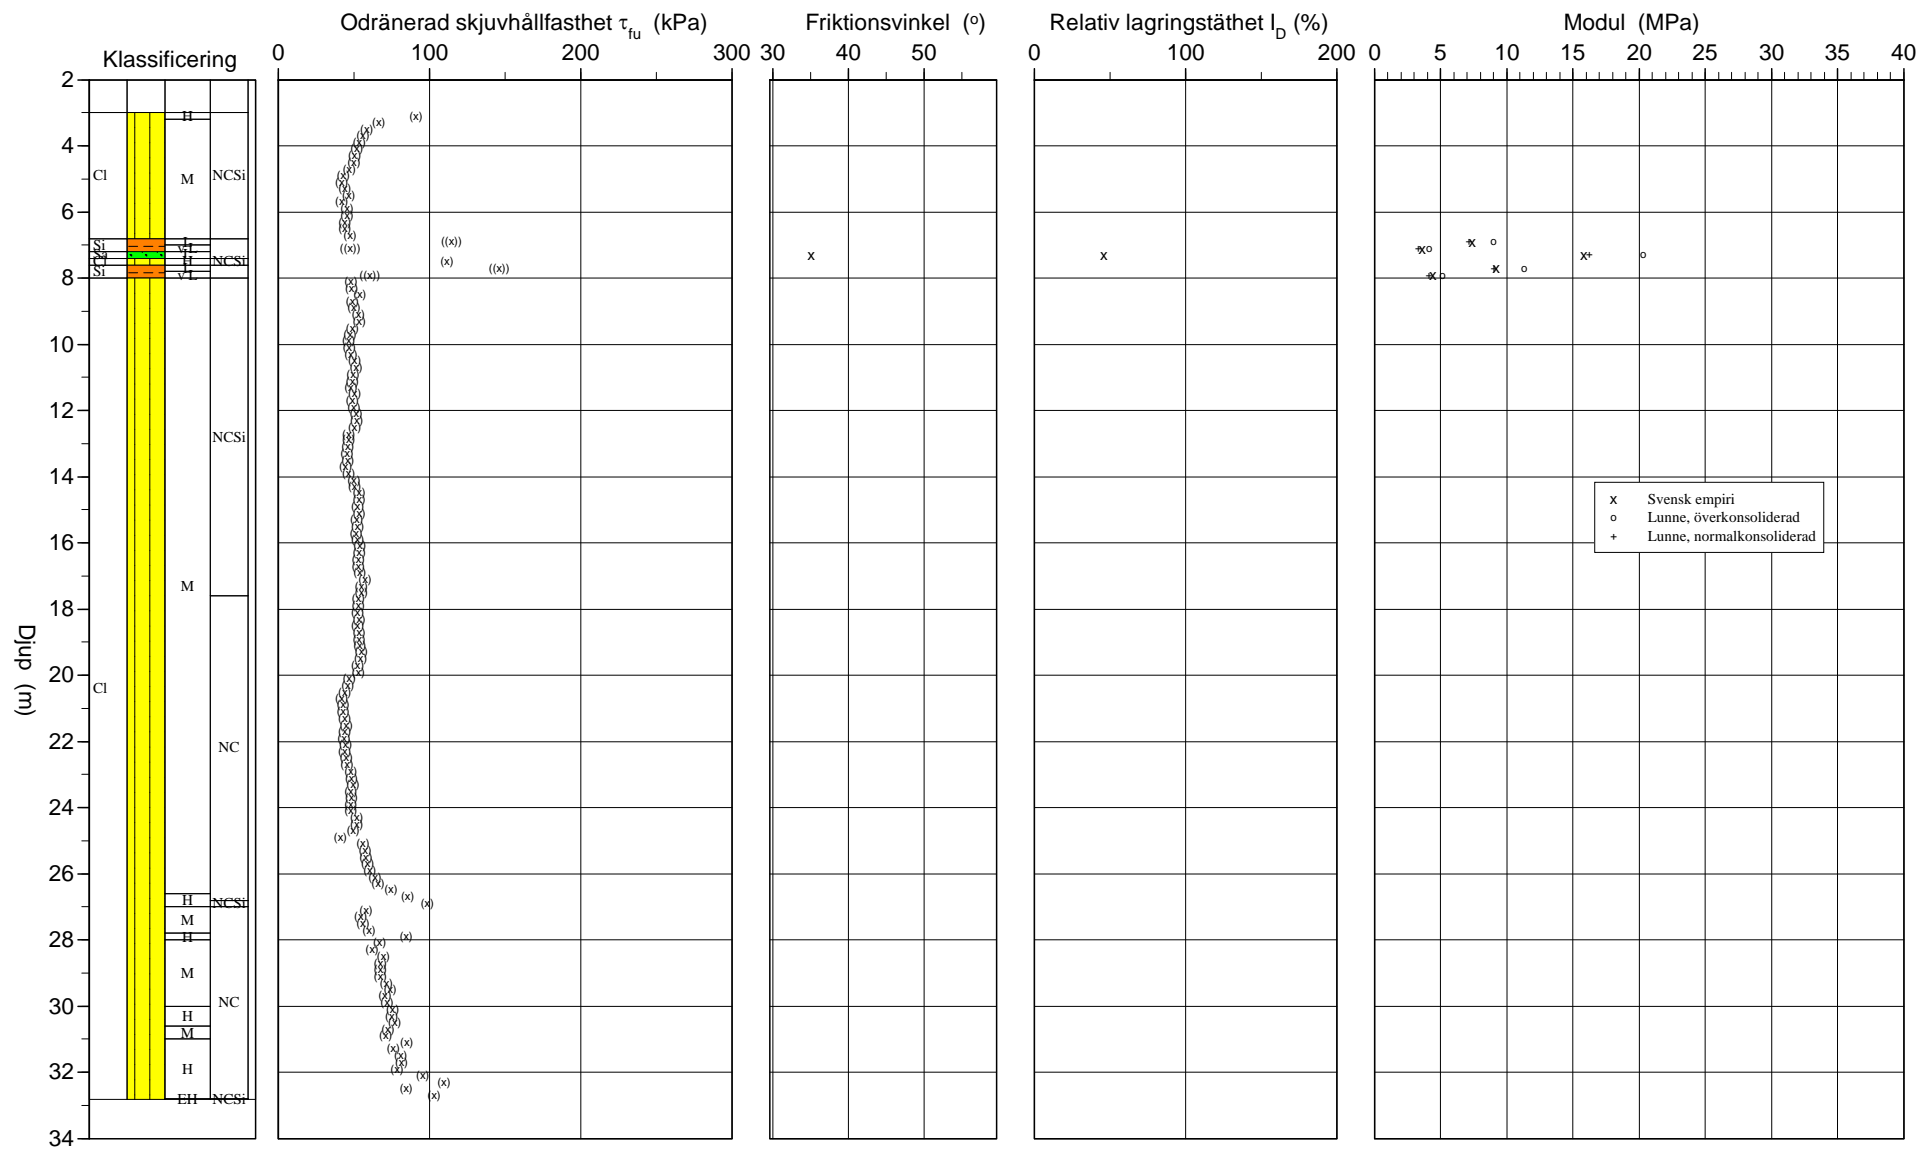 Odränerad skjuvhållfasthet τfu (kPa)
Friktionsvinkel (º)
Relativ lagringstäthet ID (%)
Modul (MPa)
Klassificering
0 100 200 300
30 40 50
0 100 200
0 5 10 15 20 25 30 35 40
2
4
6
8
10
12
14
16
18
20
22
24
26
28
30
32
34
Djup (m)
Cl
Si
Sa
Cl
Si
Cl
H
M
L
v L
H
L
v L
M
H
M
H
M
H
M
H
EH
NCSi
NCSi
NCSi
NC
NCSi
NC
NCSi
x Svensk empiri
o Lunne, överkonsoliderad
+ Lunne, normalkonsoliderad